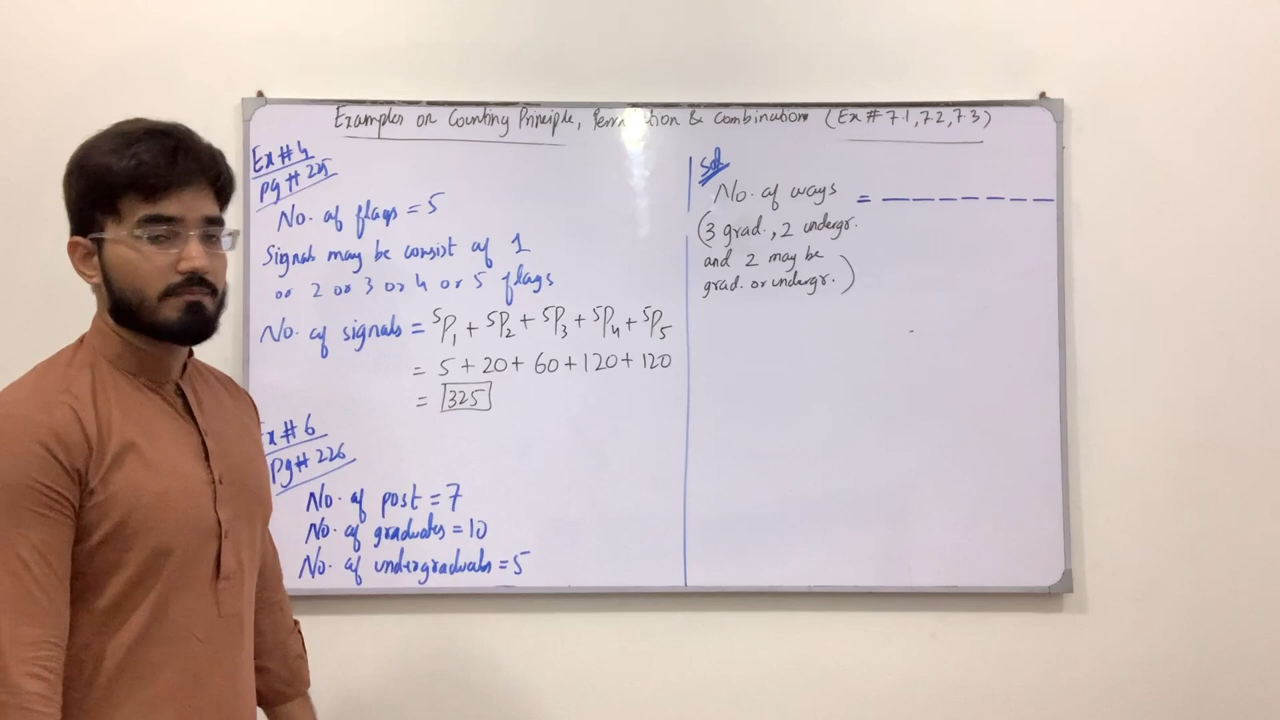 Examples on Counting Principle, & Combination (Ex # 7.1, 7.2, 7.3)
Ex # 4
Pg # 225
No. of flags = 5
Signals may be consist of 1
or 2 or 3 or 4 or 5 flags
No. of signals = ⁵P₁ + ⁵P₂ + ⁵P₃ + ⁵P₄ + ⁵P₅
= 5 + 20 + 60 + 120 + 120
= 325
x # 6
Pg # 226
No. of post = 7
No. of graduates = 10
No. of undergraduates = 5
Sol
No. of ways = _ _ _ _ _ _ _
(3 grad., 2 undergr.
and 2 may be
grad. or undergr.)